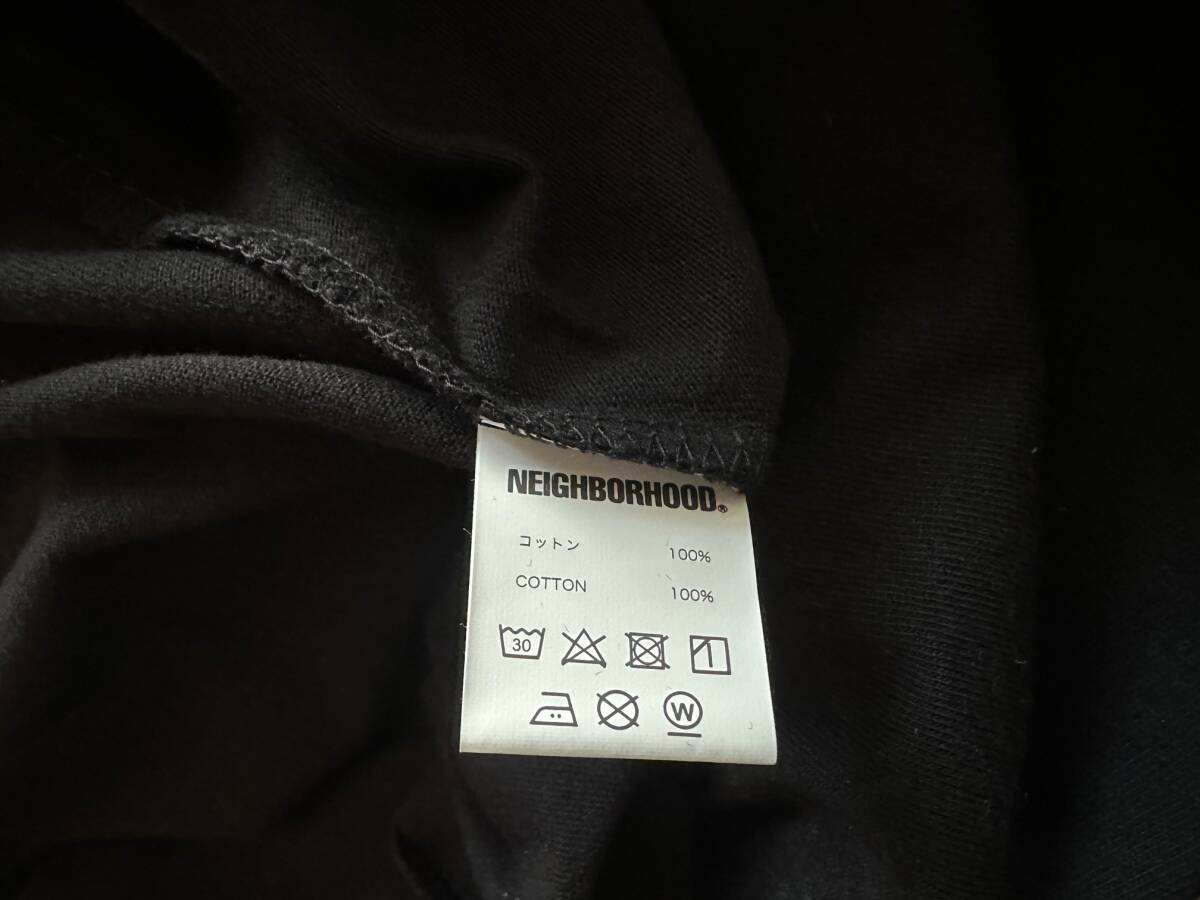 NEIGHBORHOOD®
コットン 100%
COTTON 100%
30
W